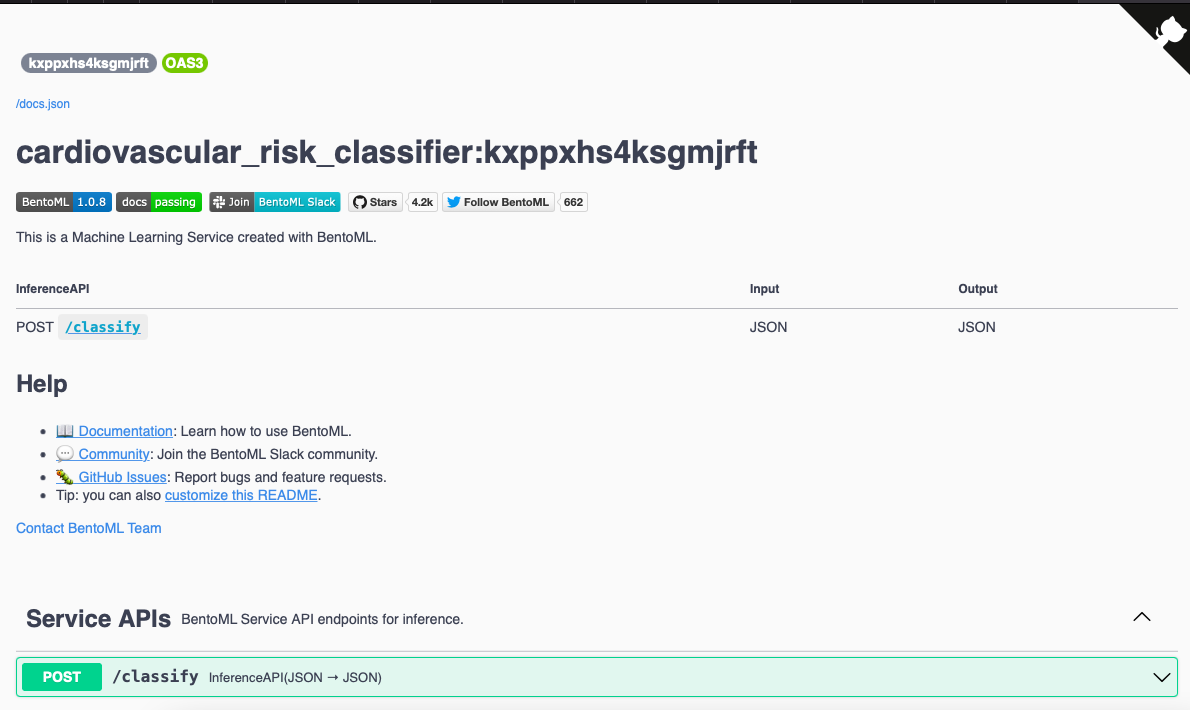 kxppxhs4ksgmjrft OAS3
/docs.json
cardiovascular_risk_classifier:kxppxhs4ksgmjrft
BentoML 1.0.8 docs passing Join BentoML Slack Stars 4.2k Follow BentoML 662
This is a Machine Learning Service created with BentoML.
InferenceAPI Input Output
POST /classify JSON JSON
Help
• 📖 Documentation: Learn how to use BentoML.
• 💬 Community: Join the BentoML Slack community.
• 🐛 GitHub Issues: Report bugs and feature requests.
• Tip: you can also customize this README.
Contact BentoML Team
Service APIs BentoML Service API endpoints for inference.
POST /classify InferenceAPI(JSON → JSON)